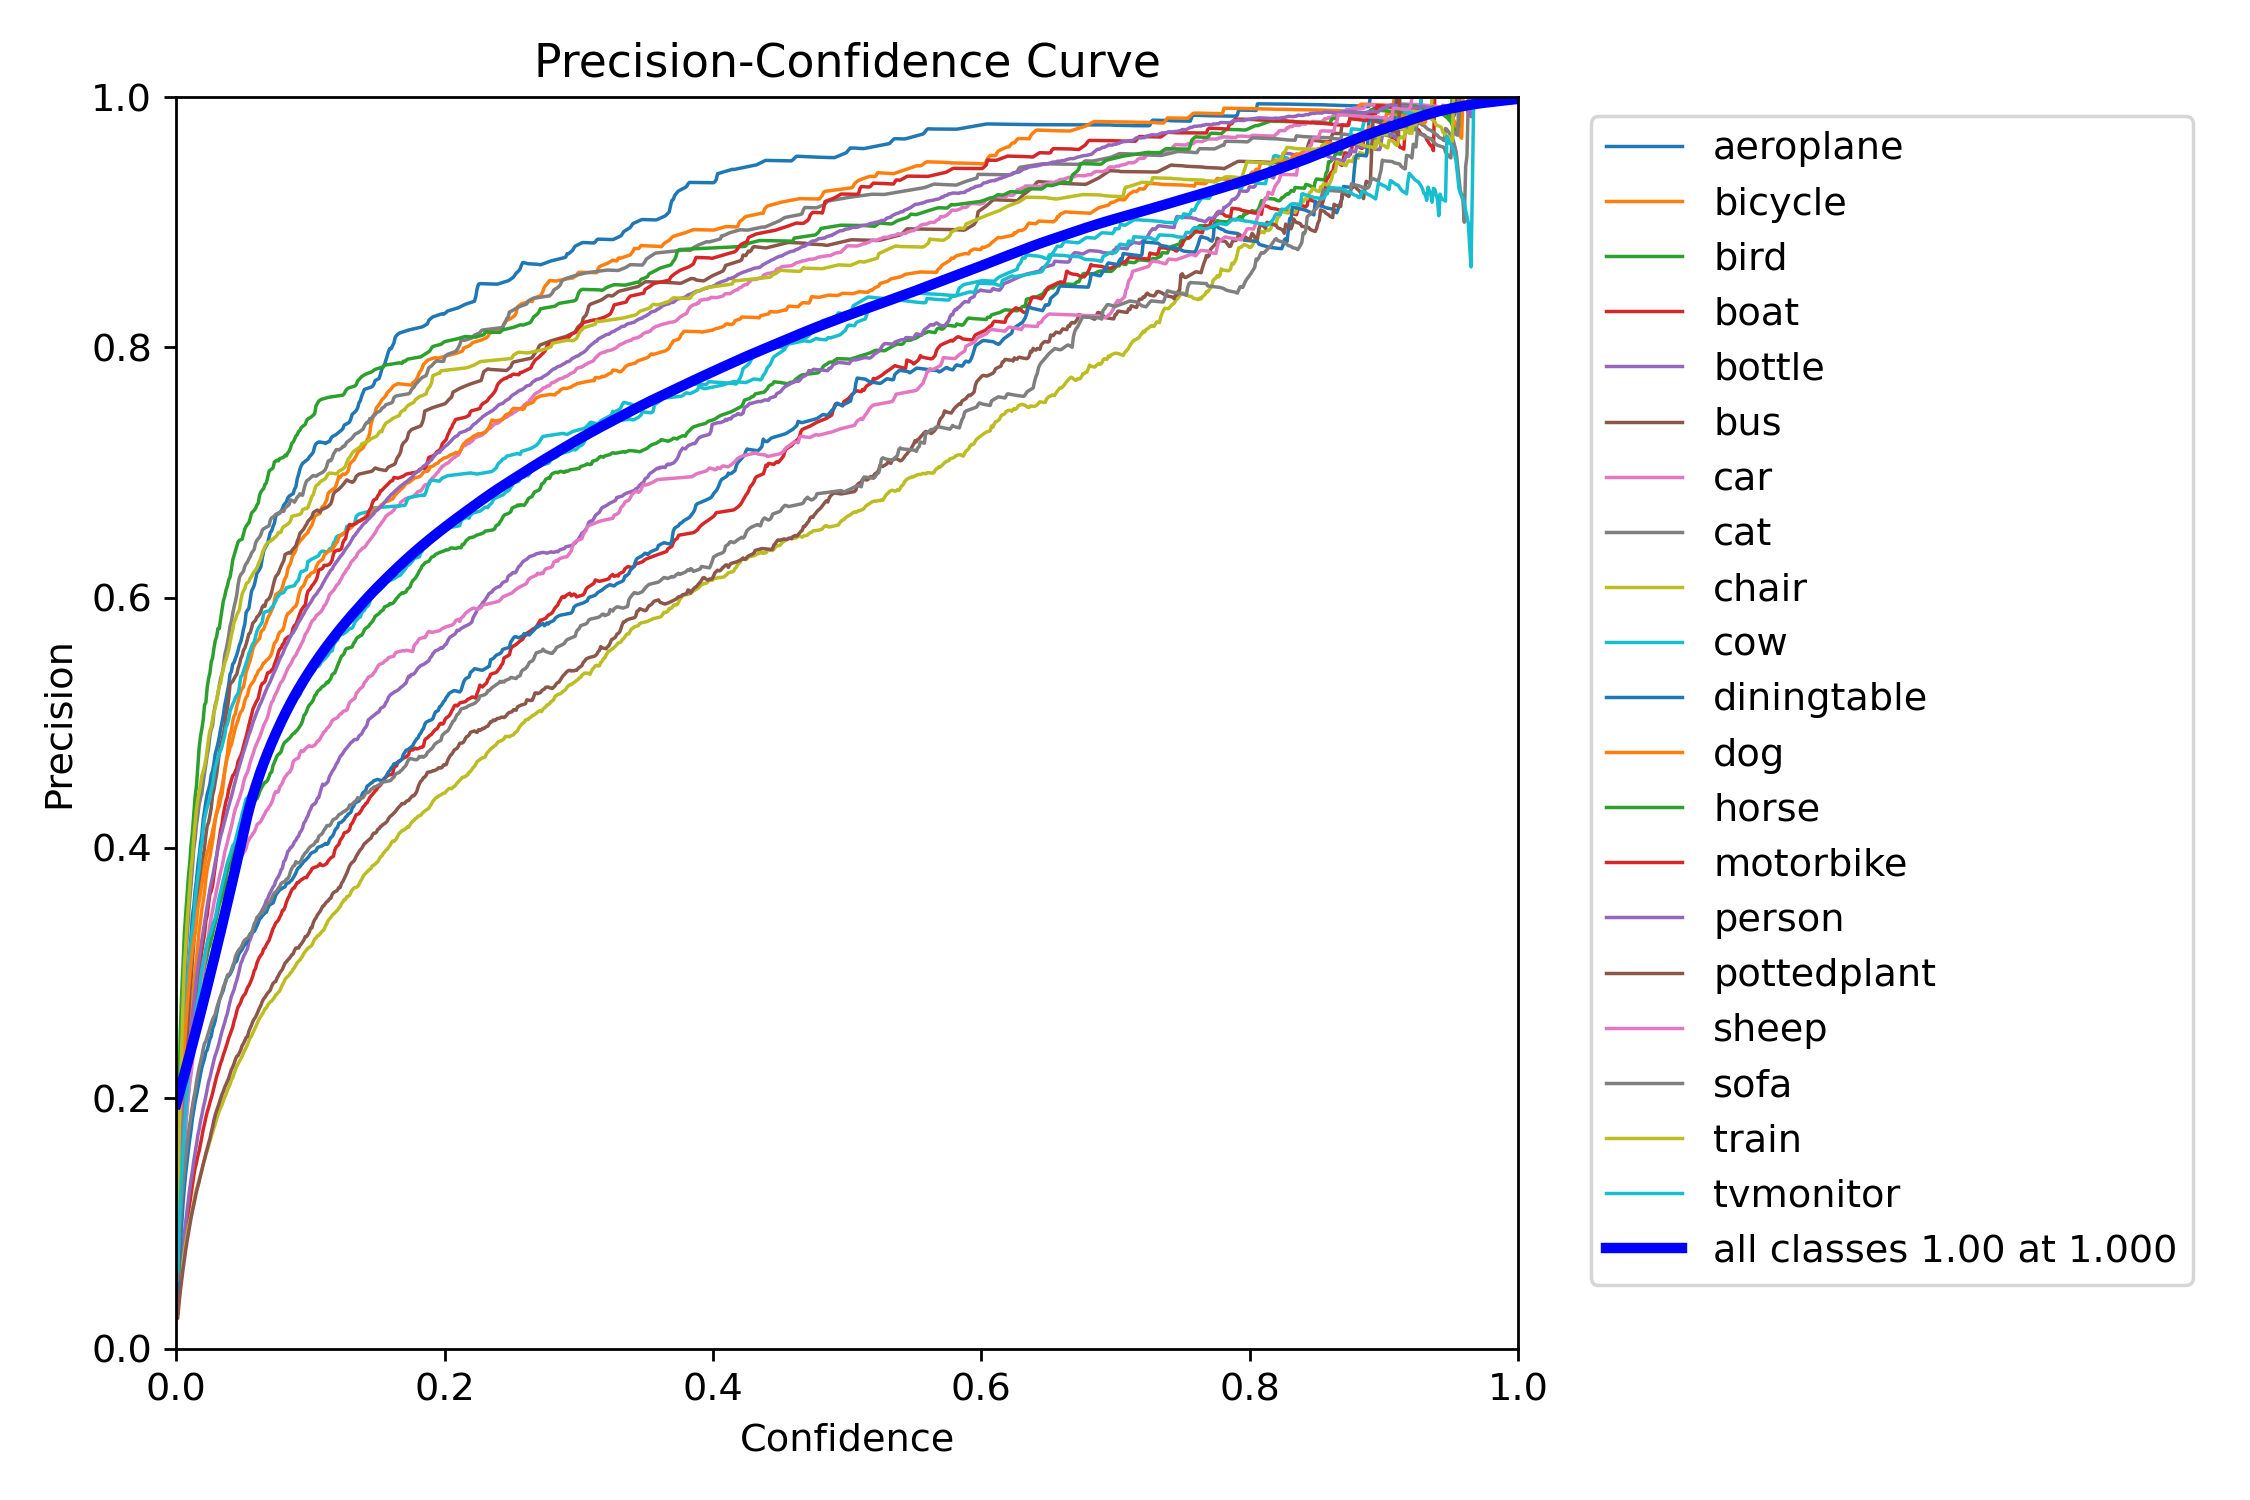 Precision-Confidence Curve
1.0
0.8
0.6
0.4
0.2
0.0
Precision
0.0 0.2 0.4 0.6 0.8 1.0
Confidence
aeroplane
bicycle
bird
boat
bottle
bus
car
cat
chair
cow
diningtable
dog
horse
motorbike
person
pottedplant
sheep
sofa
train
tvmonitor
all classes 1.00 at 1.000